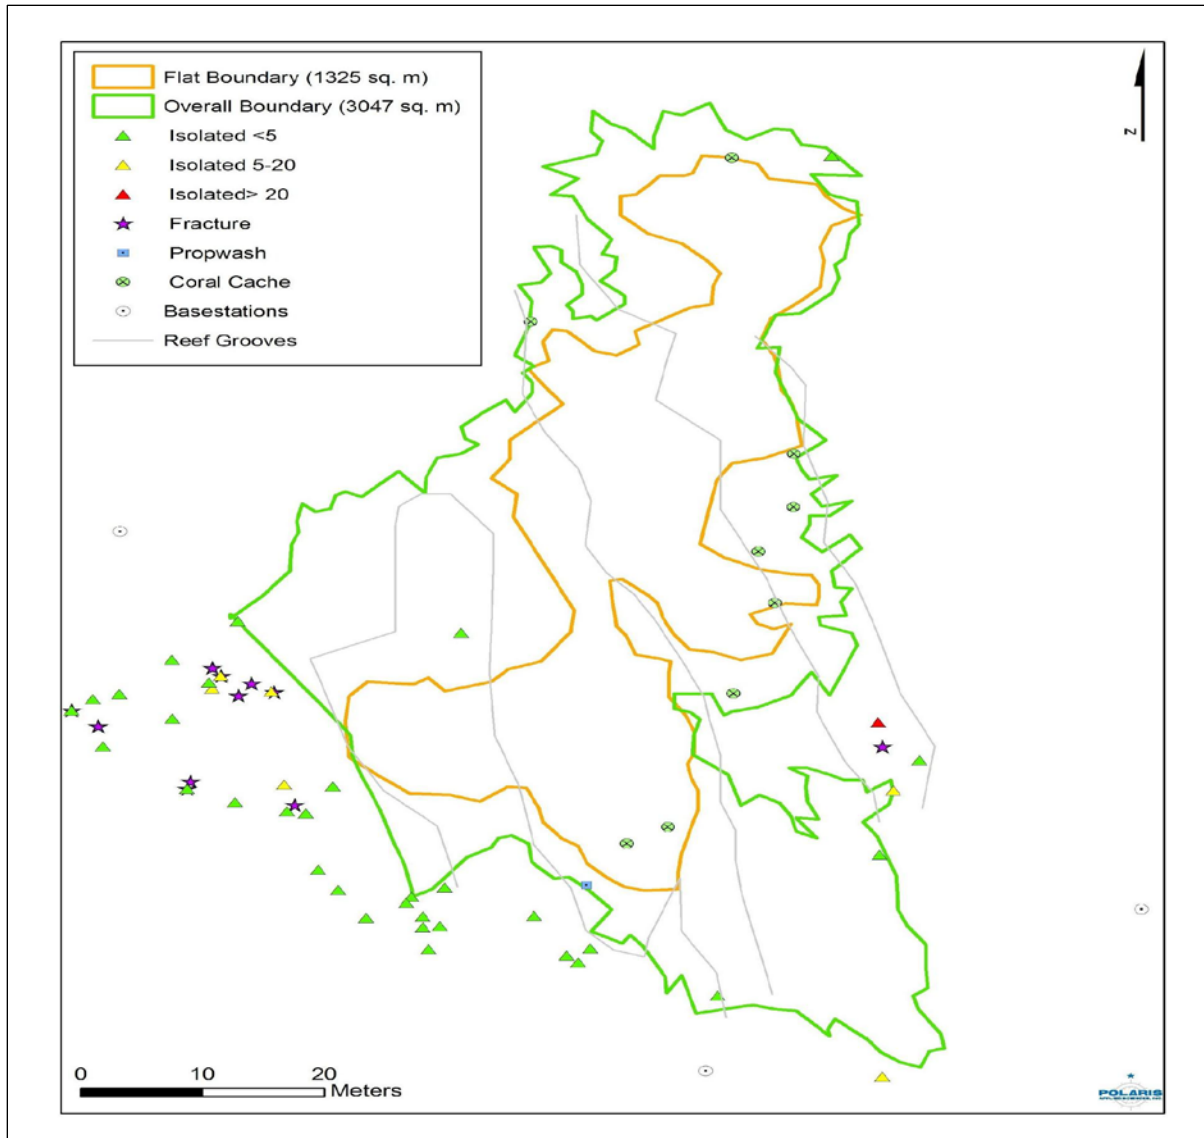 Flat Boundary (1325 sq. m)
Overall Boundary (3047 sq. m)
Isolated <5
Isolated 5-20
Isolated> 20
Fracture
Propwash
Coral Cache
Basestations
Reef Grooves
N
0 10 20
Meters
POLARIS